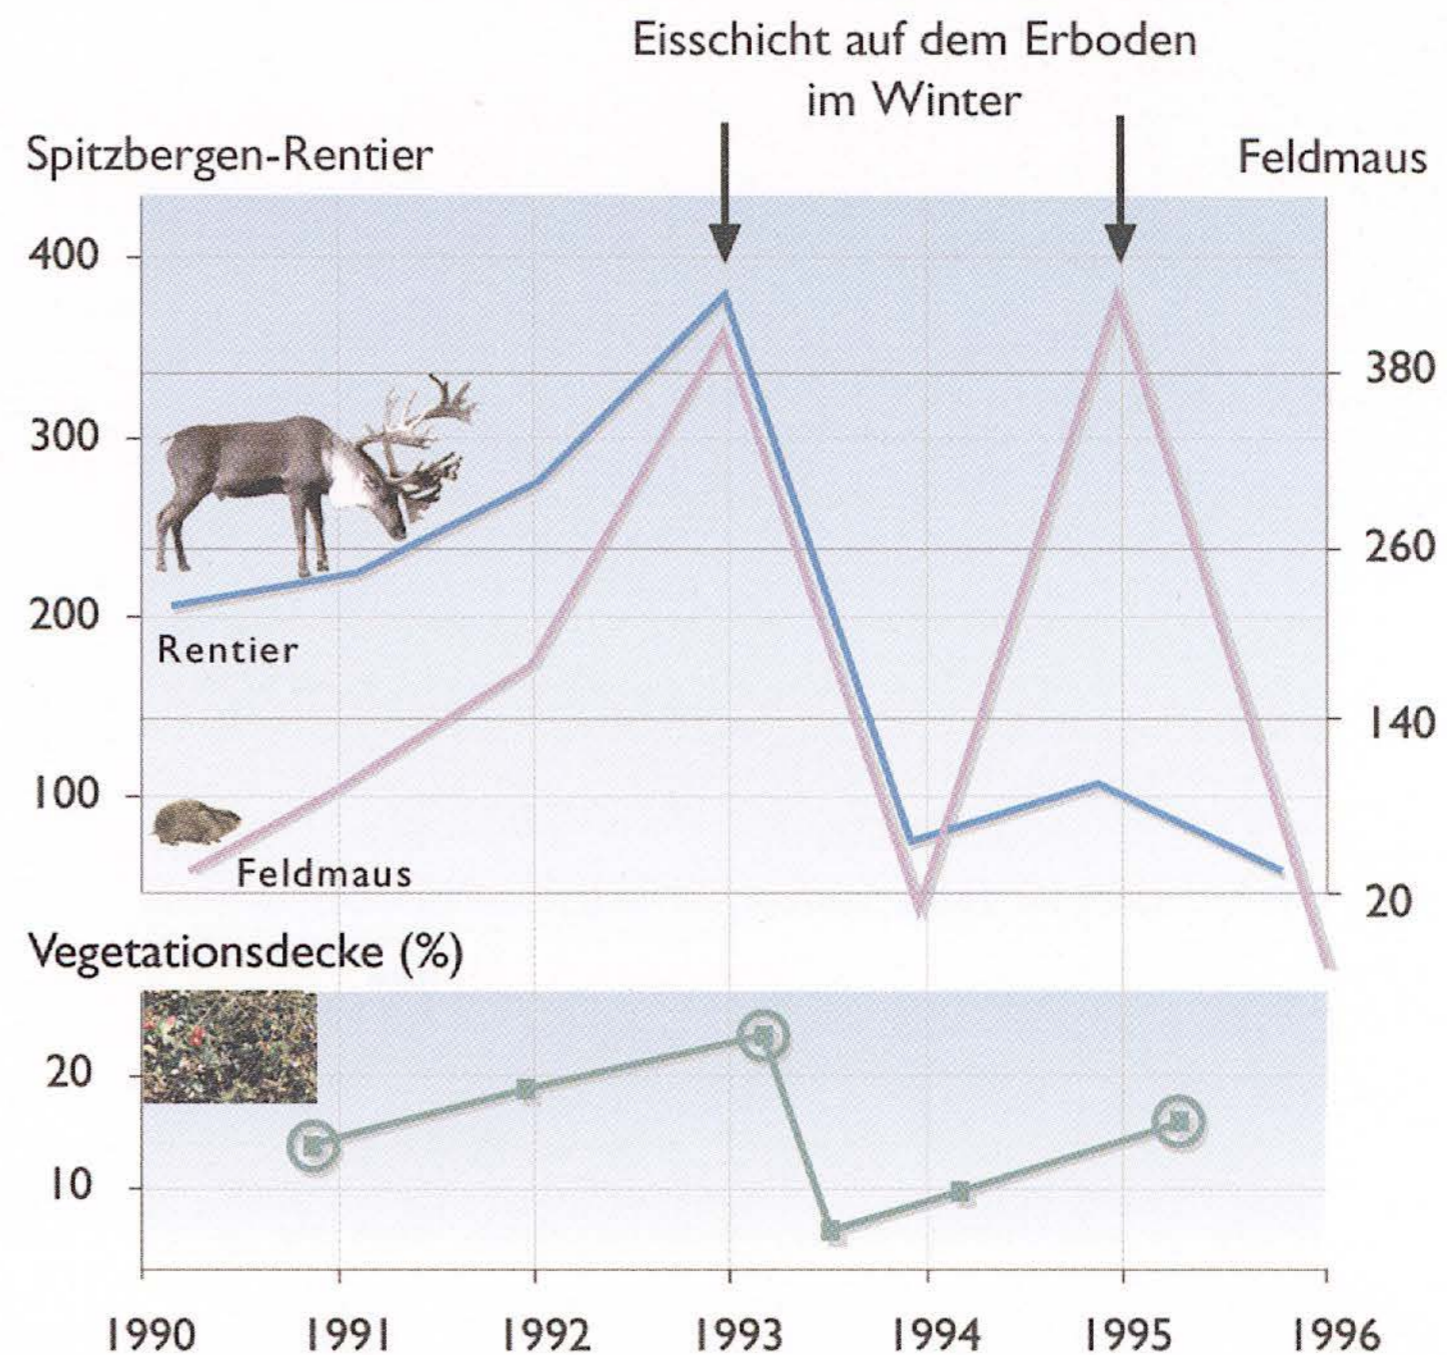 Eisschicht auf dem Erboden
im Winter
Spitzbergen-Rentier
Feldmaus
400
300
200
100
380
260
140
20
Rentier
Feldmaus
Vegetationsdecke (%)
20
10
1990 1991 1992 1993 1994 1995 1996